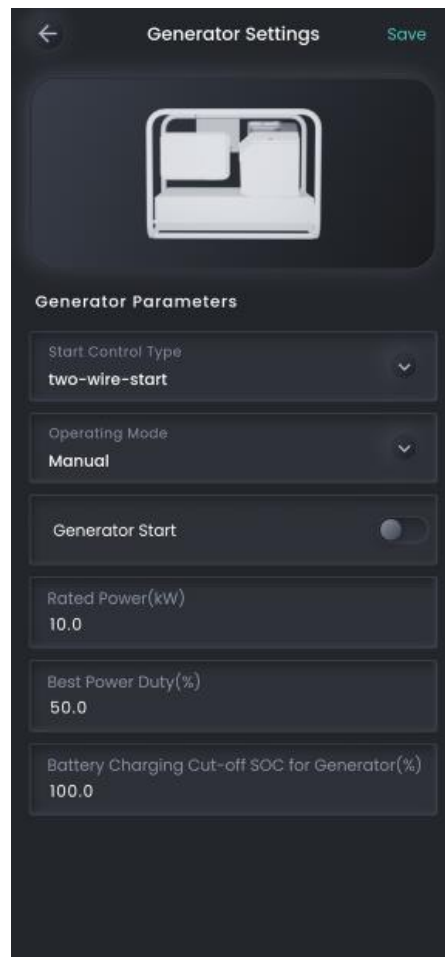 Generator Settings
Save
Generator Parameters
Start Control Type
two-wire-start
Operating Mode
Manual
Generator Start
Rated Power(kW)
10.0
Best Power Duty(%)
50.0
Battery Charging Cut-off SOC for Generator(%)
100.0